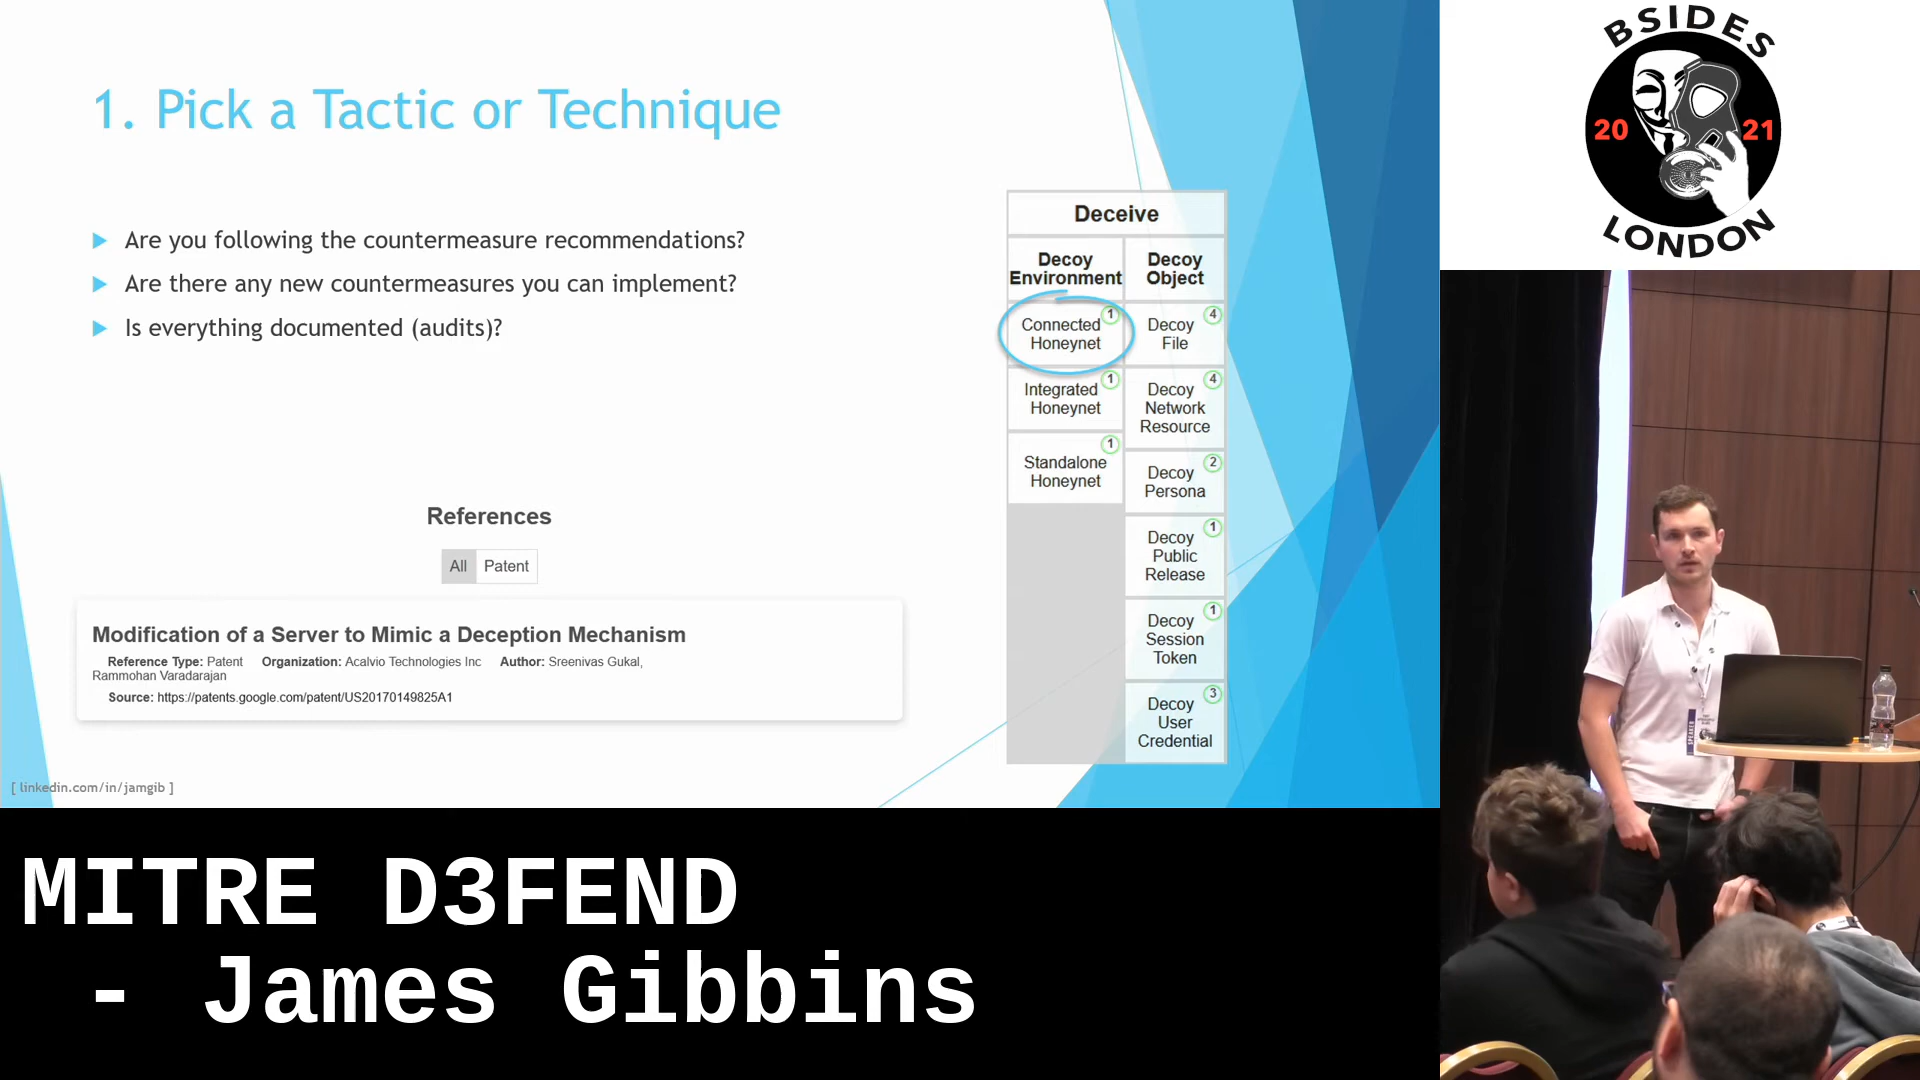 1. Pick a Tactic or Technique
Are you following the countermeasure recommendations?
Are there any new countermeasures you can implement?
Is everything documented (audits)?
References
All Patent
Modification of a Server to Mimic a Deception Mechanism
Reference Type: Patent Organization: Acalvio Technologies Inc Author: Sreenivas Gukal,
Rammohan Varadarajan
Source: https://patents.google.com/patent/US20170149825A1
Deceive
Decoy
Environment
Connected 1
Honeynet
Integrated 1
Honeynet
1
Standalone
Honeynet
Decoy
Object
Decoy 4
File
Decoy 4
Network
Resource
Decoy 2
Persona
Decoy 1
Public
Release
Decoy 1
Session
Token
Decoy 3
User
Credential
[ linkedin.com/in/jamgib ]
BSIDES
20 21
LONDON
SPEAKER
MITRE D3FEND
- James Gibbins